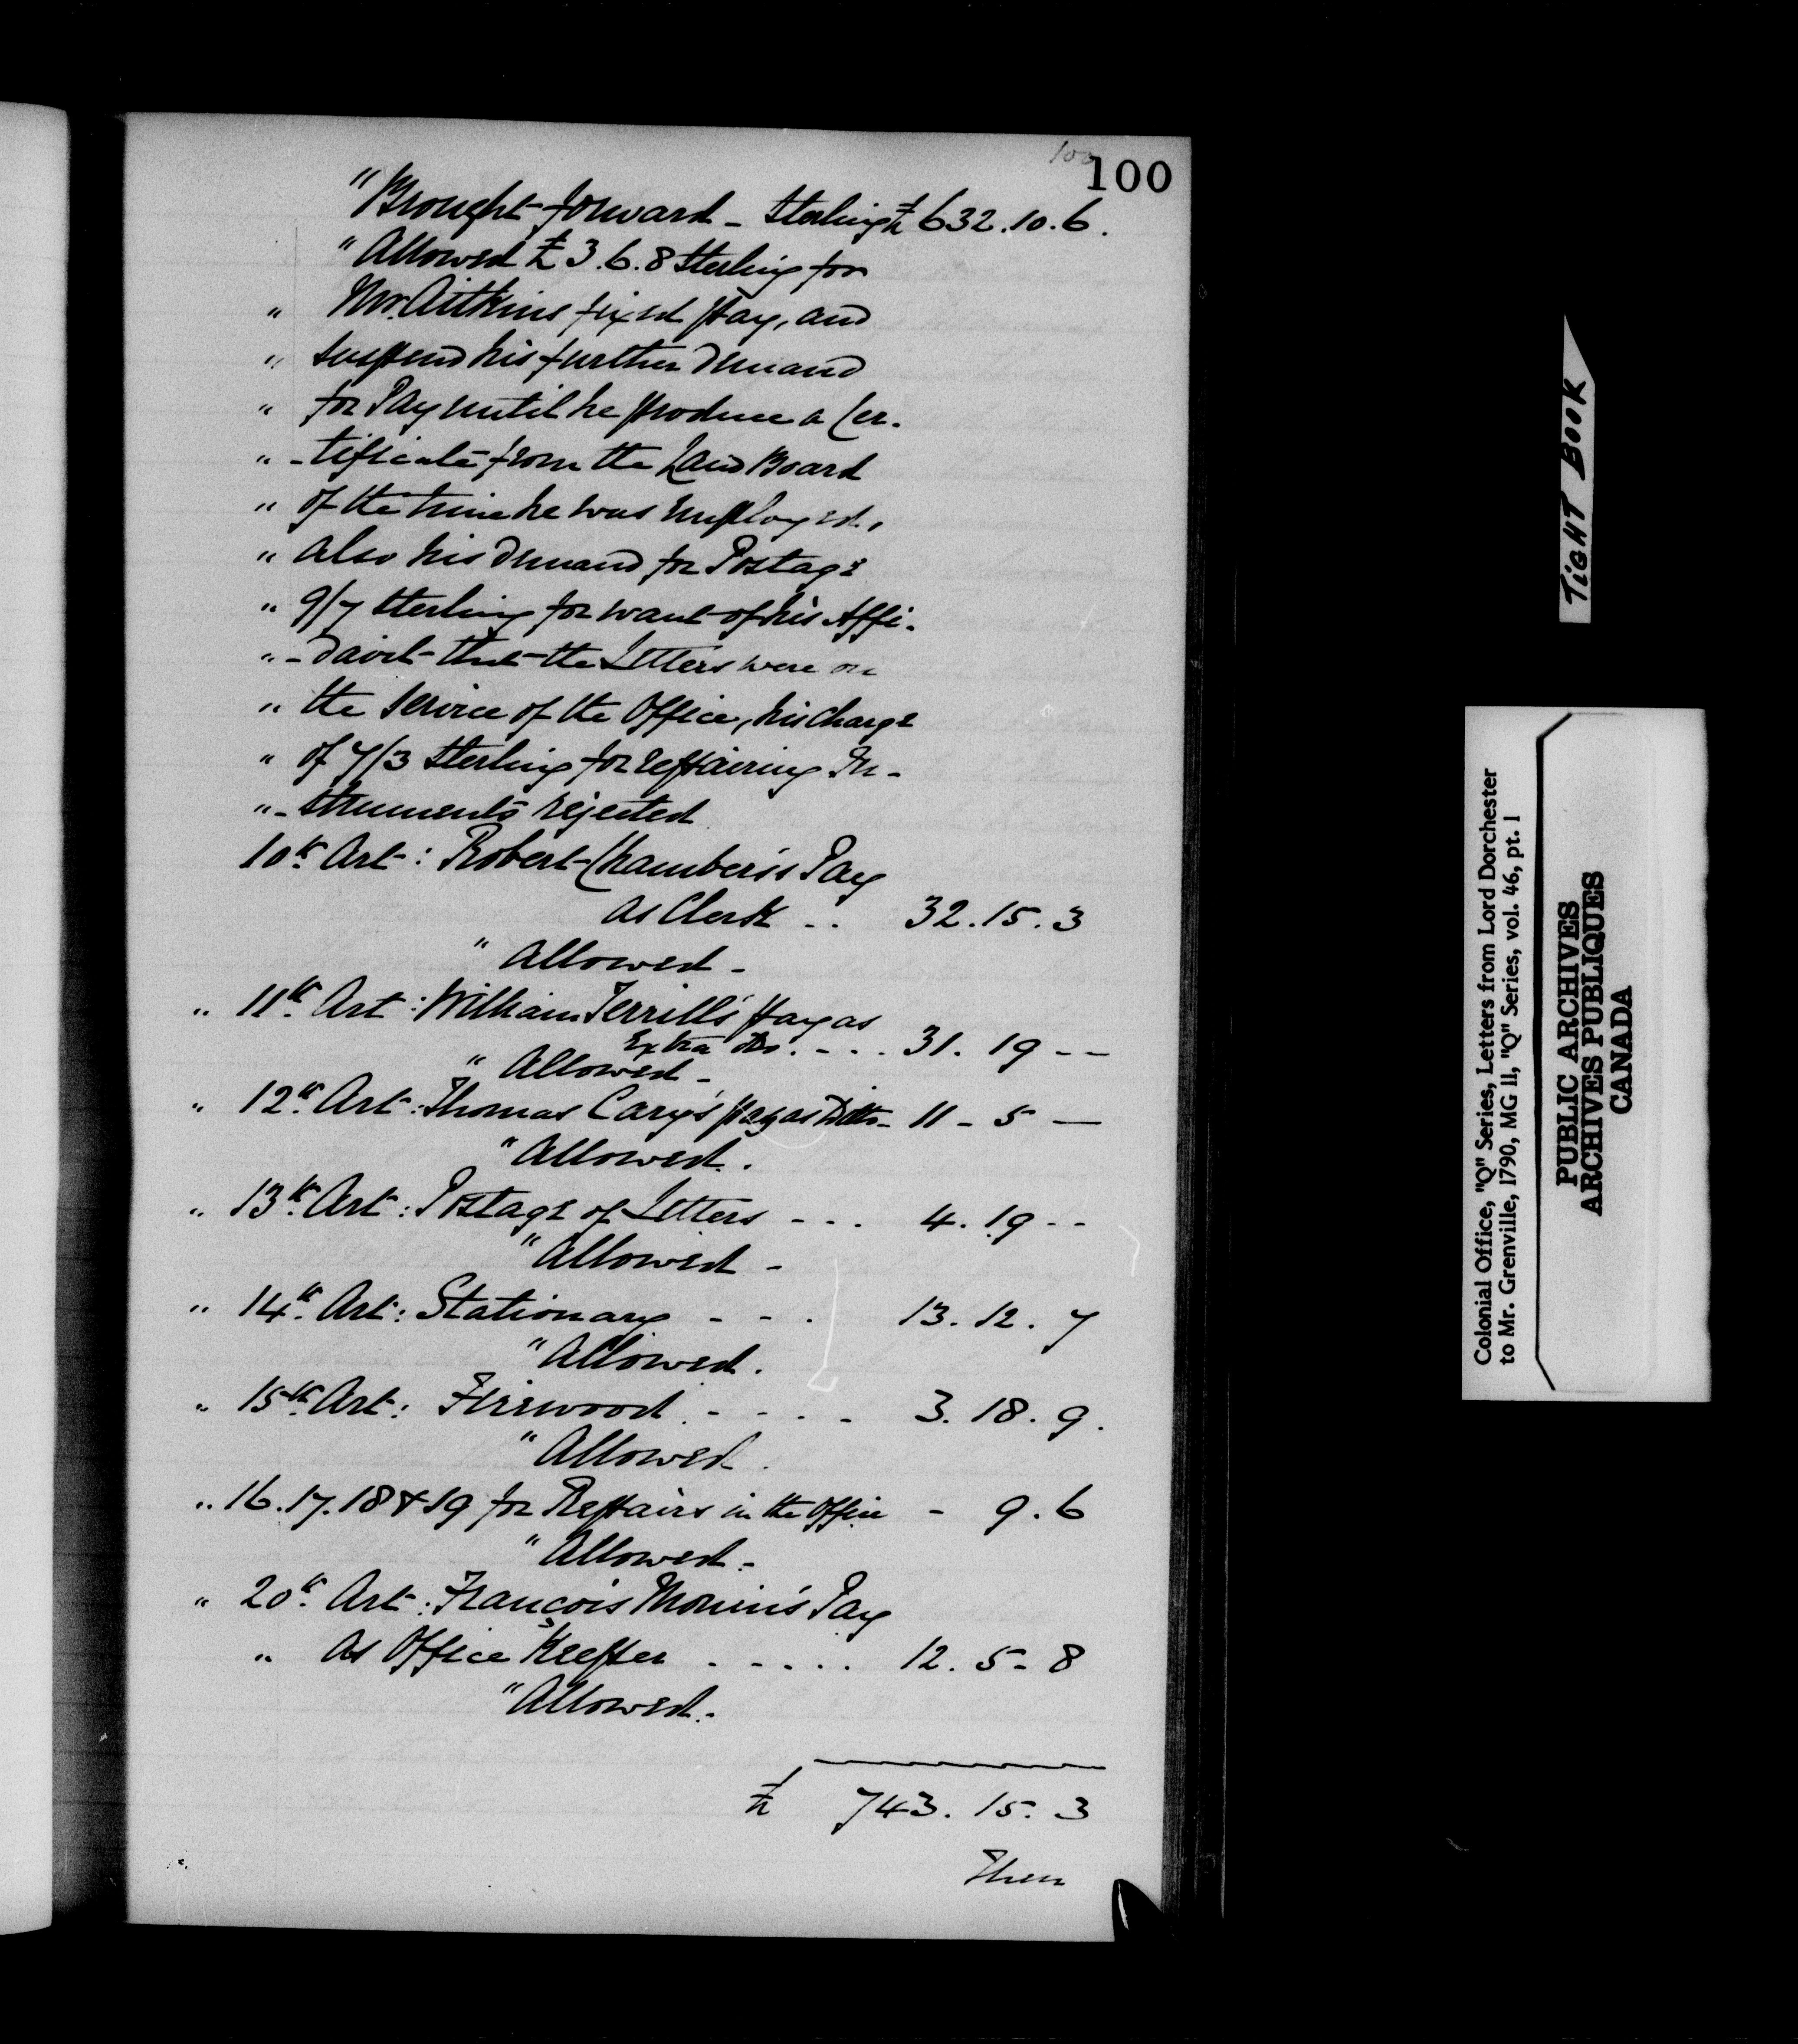 100
100
"Brought forward - Sterling £ 632.10.6.
"Allowed £3.6.8 Sterling for
" Mr. Aitkins fixed pay, and
" suspend his further demand
" for Pay until he produce a Cer-
" -tificate from the Land Board
" of the time he was employed,
" also his demand for Postage
" 9/7 Sterling for want of his Affi-
" -davit that the Letters were on
" the service of the Office, his charge
" of 7/3 Sterling for repairing In-
" -struments rejected
10th Art: Robert Chambers's Pay
as Clerk .. 32.15.3
"Allowed -
" 11th Art: William Terrill's pay as
Extra do. - - . 31. 19 - -
" Allowed -
" 12th Art: Thomas Cary's pay as Ditto - 11 - 5 -
"Allowed.
" 13th Art: Postage of Letters - - . 4. 19 - -
"Allowed -
" 14th Art: Stationary - - . 13. 12. 7
"Allowed.
" 15th Art: Firewood . - - . - 3. 18. 9.
"Allowed.
" 16. 17. 18 & 19 for Repairs in the Office - 9. 6
"Allowed -
" 20th Art: François Morin's Pay
" as Office Keeper . - - . . 12. 5 - 8
"Allowed.
£ 743. 15. 3
Then
TIGHT BOOK
Colonial Office, "Q" Series, Letters from Lord Dorchester
to Mr. Grenville, 1790, MG 11, "Q" Series, vol. 46, pt. 1
PUBLIC ARCHIVES
ARCHIVES PUBLIQUES
CANADA